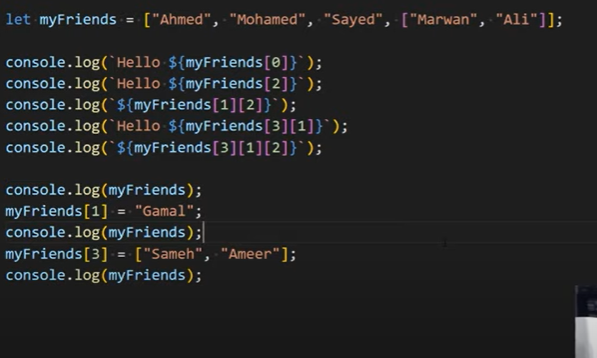 let myFriends = ["Ahmed", "Mohamed", "Sayed", ["Marwan", "Ali"]];
console.log(`Hello ${myFriends[0]}`);
console.log(`Hello ${myFriends[2]}`);
console.log(`${myFriends[1][2]}`);
console.log(`Hello ${myFriends[3][1]}`);
console.log(`${myFriends[3][1][2]}`);
console.log(myFriends);
myFriends[1] = "Gamal";
console.log(myFriends);
myFriends[3] = ["Sameh", "Ameer"];
console.log(myFriends);